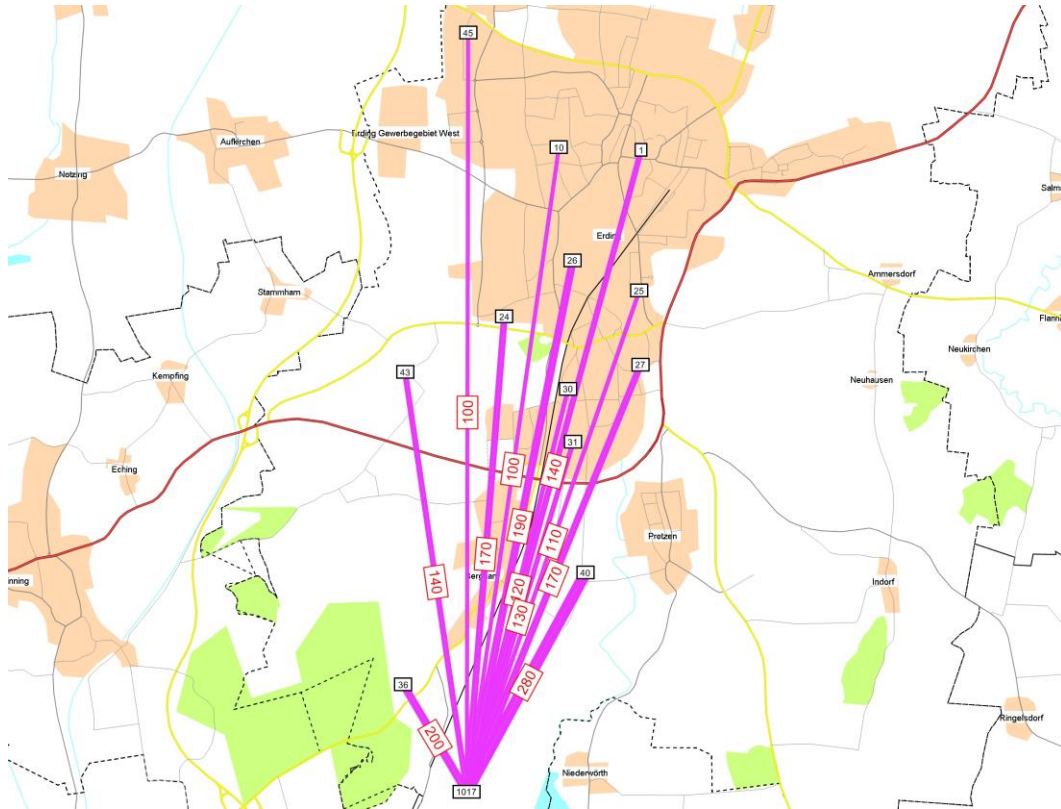 45
Erding Gewerbegebiet West
Aufkirchen
10
1
Notzing
Erdin
26
Ammersdorf
Stammham
25
24
Neukirchen
27
43
Kempfing
Neuhausen
30
100
31
140
100
Eching
190
Pretzen
110
170
40
170
140
Indorf
120
130
280
36
Ringelsdorf
200
Niederwörth
1017